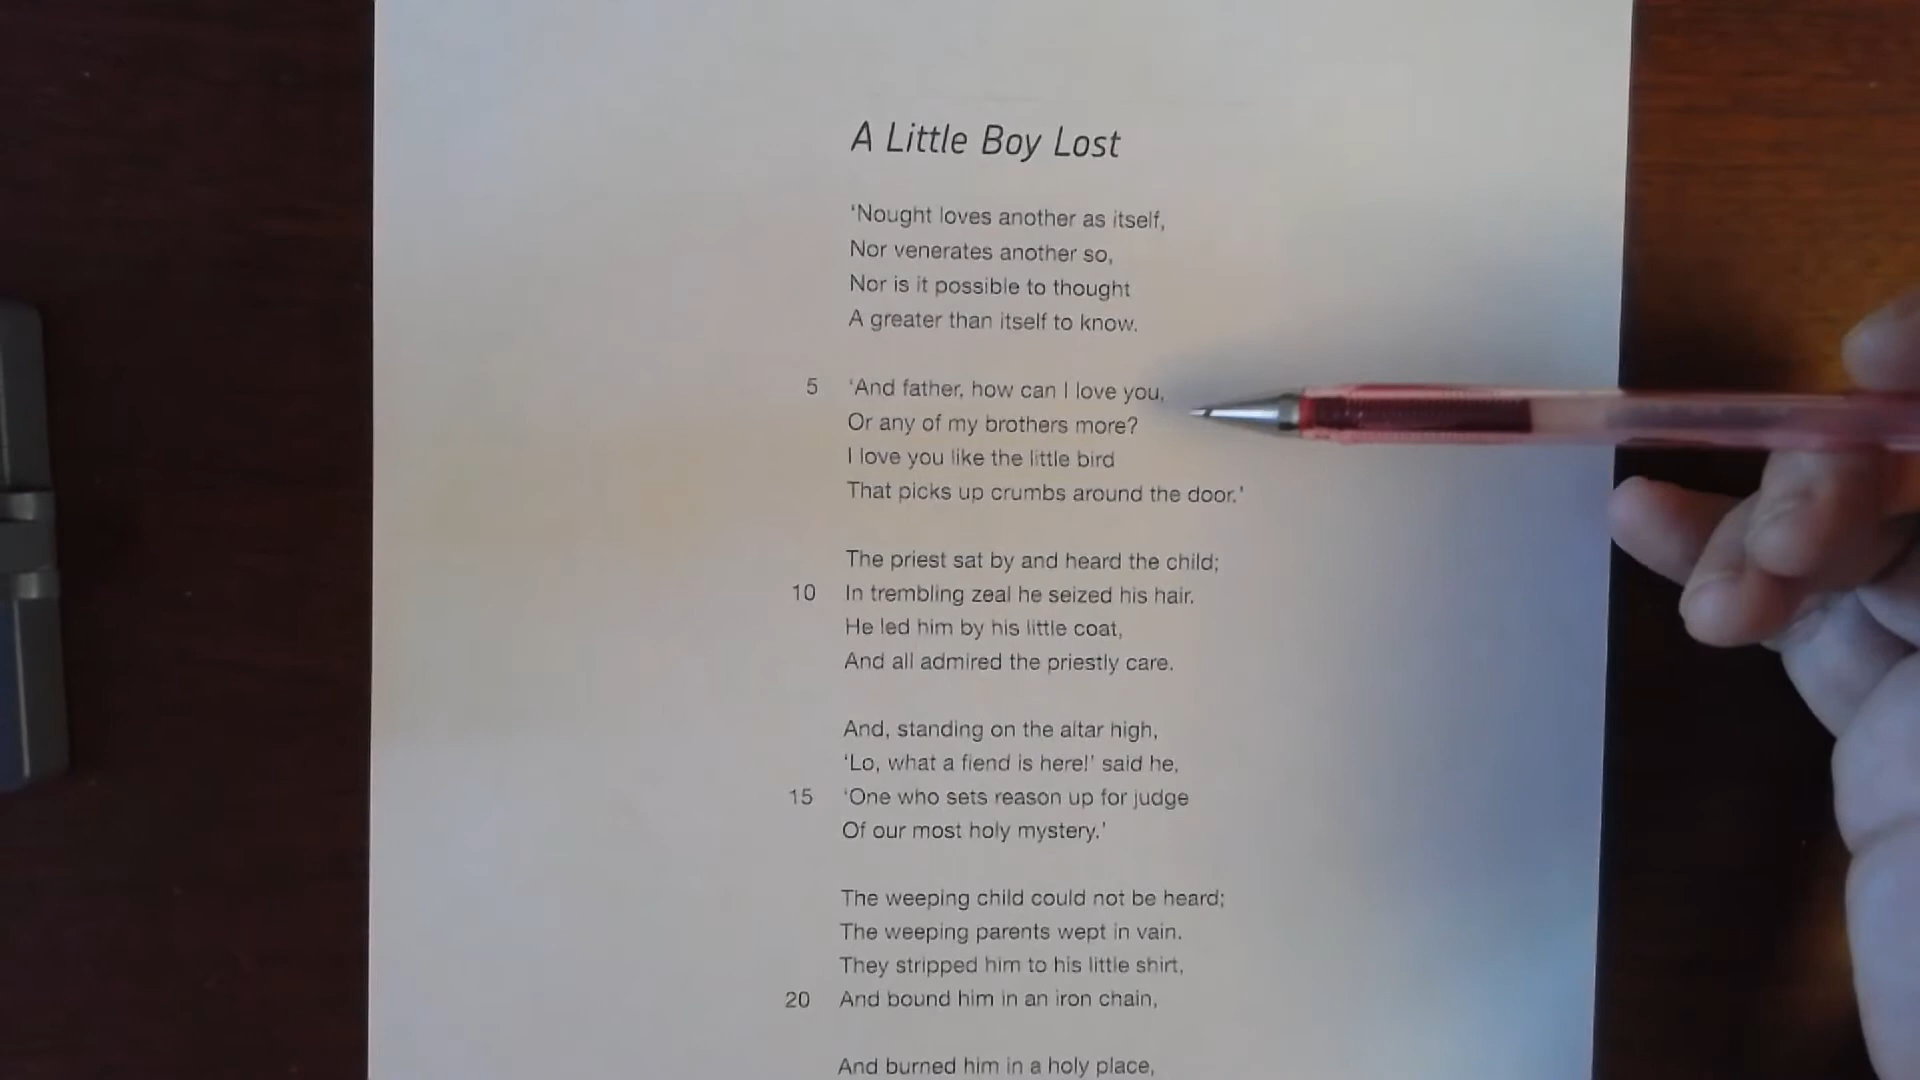 A Little Boy Lost
‘Nought loves another as itself,
Nor venerates another so,
Nor is it possible to thought
A greater than itself to know.
5 ‘And father, how can I love you,
Or any of my brothers more?
I love you like the little bird
That picks up crumbs around the door.’
The priest sat by and heard the child;
10 In trembling zeal he seized his hair.
He led him by his little coat,
And all admired the priestly care.
And, standing on the altar high,
‘Lo, what a fiend is here!’ said he,
15 ‘One who sets reason up for judge
Of our most holy mystery.’
The weeping child could not be heard;
The weeping parents wept in vain.
They stripped him to his little shirt,
20 And bound him in an iron chain,
And burned him in a holy place,